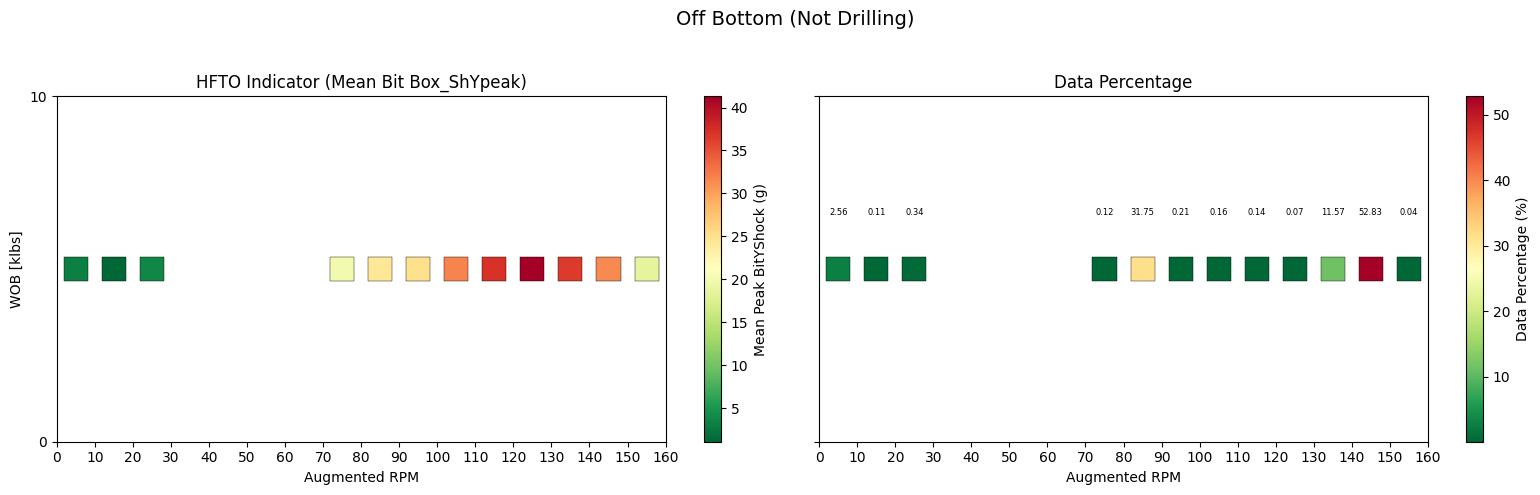 Off Bottom (Not Drilling)
HFTO Indicator (Mean Bit Box_ShYpeak)
WOB [klbs]
10
0
0 10 20 30 40 50 60 70 80 90 100 110 120 130 140 150 160
Augmented RPM
40
35
30
25
20
15
10
5
Mean Peak BitYShock (g)
Data Percentage
2.56 0.11 0.34 0.12 31.75 0.21 0.16 0.14 0.07 11.57 52.83 0.04
0 10 20 30 40 50 60 70 80 90 100 110 120 130 140 150 160
Augmented RPM
50
40
30
20
10
Data Percentage (%)